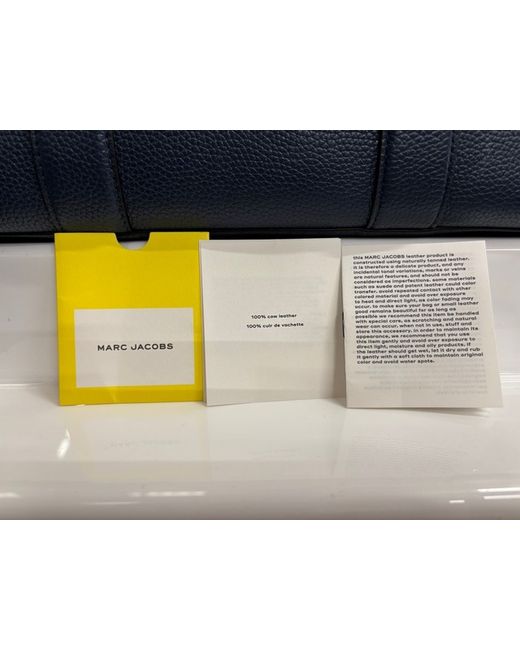 MARC JACOBS
100% cow leather
100% cuir de vachette
this MARC JACOBS leather product is
constructed using naturally tanned leather.
it is therefore a delicate product, and any
incidental tonal variations, marks or veins
are natural features, and should not be
considered as imperfections. some materials
such as suede and patent leather could color
transfer. avoid repeated contact with other
colored material and avoid over exposure
to heat and direct light, as color fading may
occur. to make sure your bag or small leather
good remains beautiful for as long as
possible we recommend this item be handled
with special care, as scratching and natural
wear can occur. when not in use, stuff and
store this accessory. in order to maintain its
appearance, we recommend that you use
this item gently and avoid over exposure to
direct light, moisture and oily products. if
the leather should get wet, let it dry and rub
it gently with a soft cloth to maintain original
color and avoid water spots.